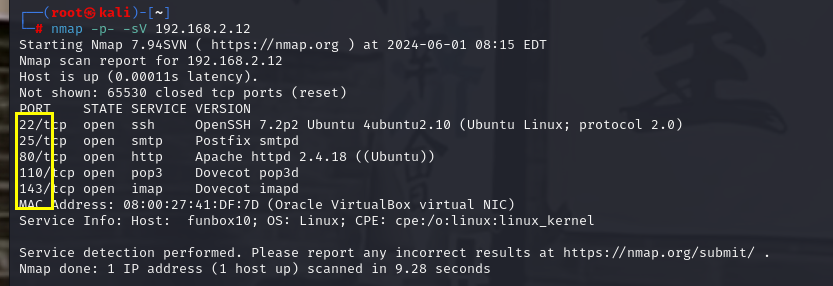 ┌──(root㉿kali)-[~]
└─# nmap -p- -sV 192.168.2.12
Starting Nmap 7.94SVN ( https://nmap.org ) at 2024-06-01 08:15 EDT
Nmap scan report for 192.168.2.12
Host is up (0.00011s latency).
Not shown: 65530 closed tcp ports (reset)
PORT    STATE SERVICE VERSION
22/tcp  open  ssh     OpenSSH 7.2p2 Ubuntu 4ubuntu2.10 (Ubuntu Linux; protocol 2.0)
25/tcp  open  smtp    Postfix smtpd
80/tcp  open  http    Apache httpd 2.4.18 ((Ubuntu))
110/tcp open  pop3    Dovecot pop3d
143/tcp open  imap    Dovecot imapd
MAC Address: 08:00:27:41:DF:7D (Oracle VirtualBox virtual NIC)
Service Info: Host:  funbox10; OS: Linux; CPE: cpe:/o:linux:linux_kernel

Service detection performed. Please report any incorrect results at https://nmap.org/submit/ .
Nmap done: 1 IP address (1 host up) scanned in 9.28 seconds